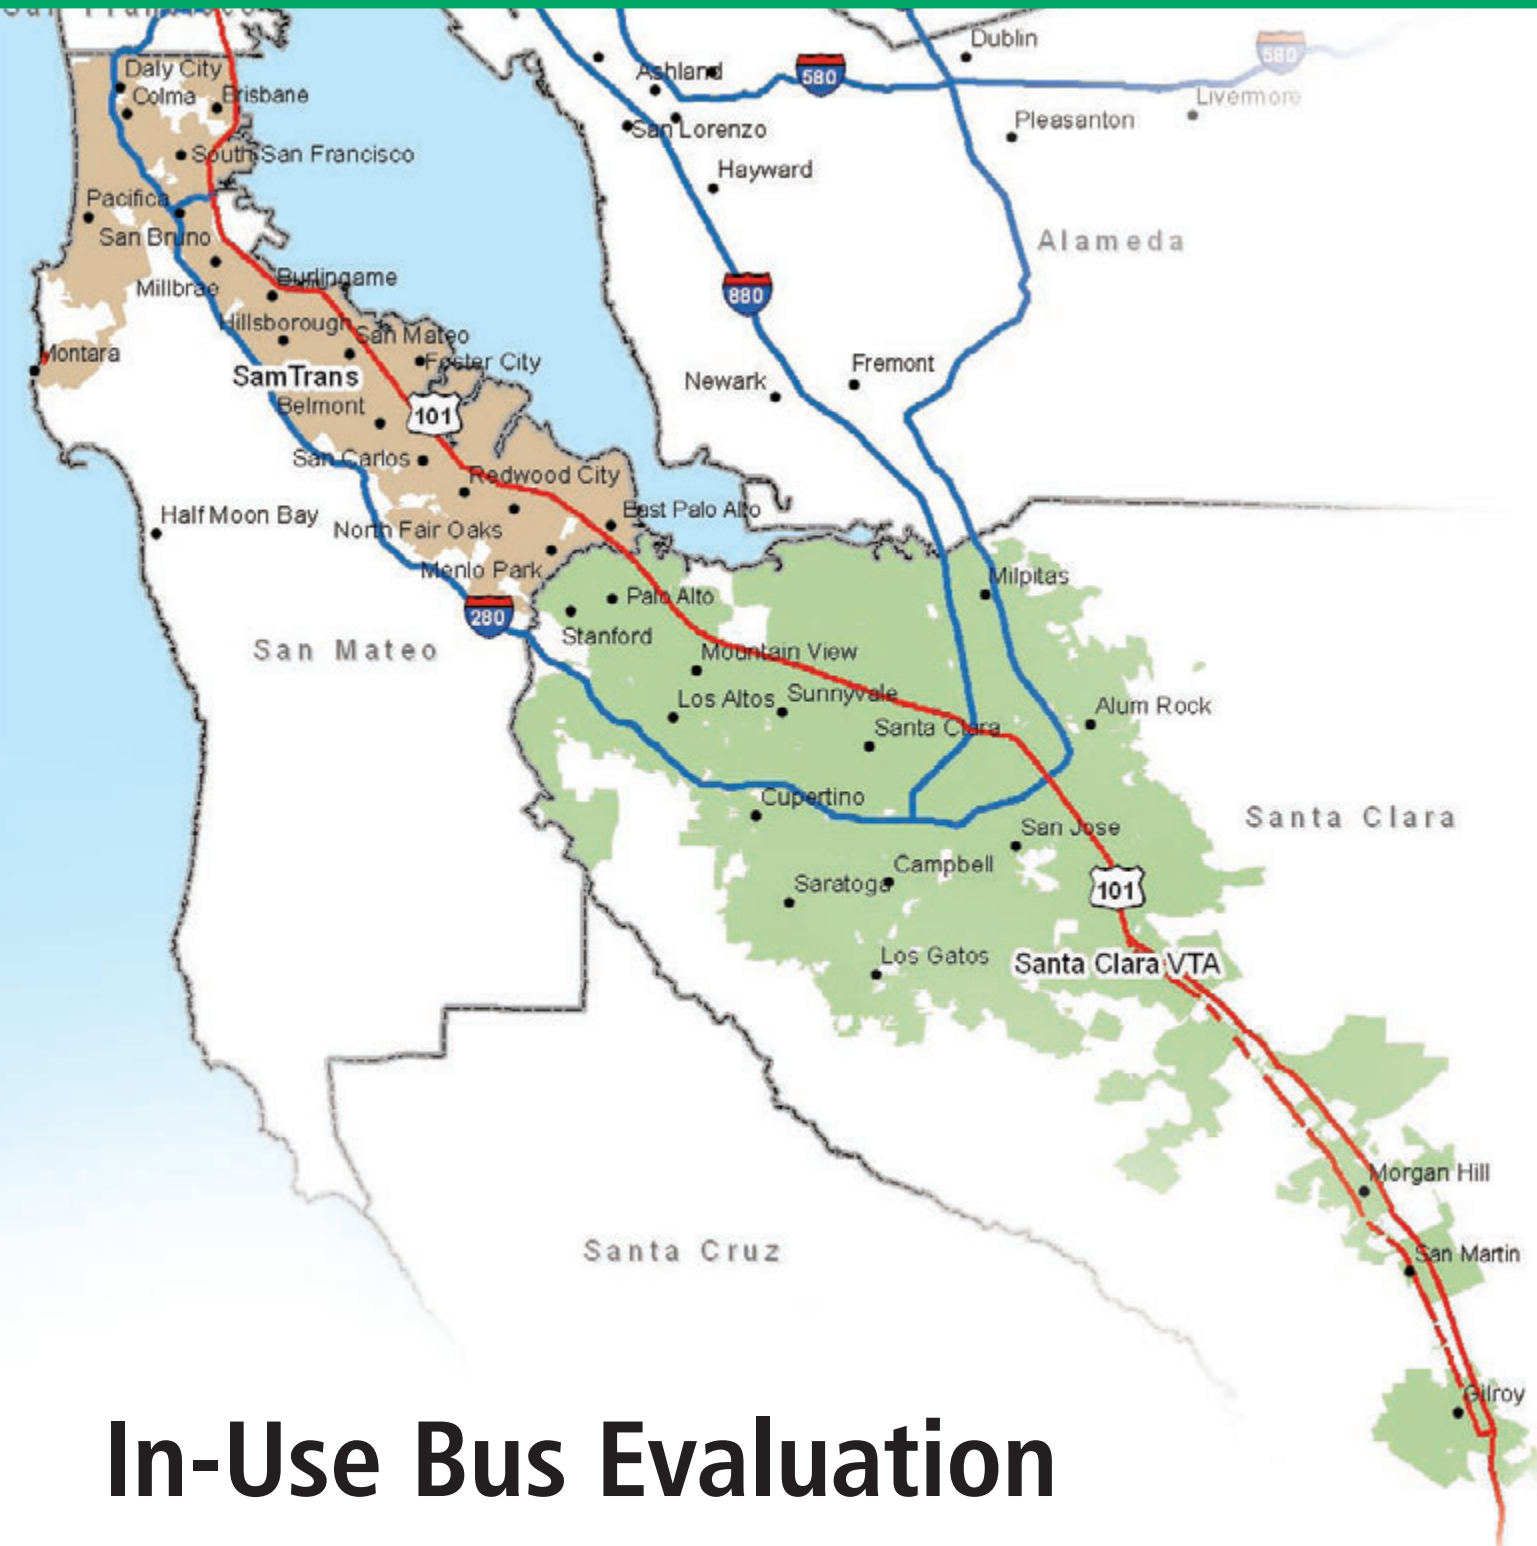 San Francisco
Dublin
580
Daly City
Ashland
580
Colma
Brisbane
Livermore
San Lorenzo
Pleasanton
South San Francisco
Hayward
Pacifica
San Bruno
Alameda
Burlingame
Millbrae
880
Hillsborough
San Mateo
Montara
Foster City
Fremont
SamTrans
Newark
Belmont
101
San Carlos
Redwood City
Half Moon Bay
East Palo Alto
North Fair Oaks
Menlo Park
Milpitas
280
Palo Alto
Stanford
San Mateo
Mountain View
Los Altos
Sunnyvale
Alum Rock
Santa Clara
Cupertino
Santa Clara
San Jose
Campbell
Saratoga
101
Los Gatos
Santa Clara VTA
Morgan Hill
Santa Cruz
San Martin
Gilroy
In-Use Bus Evaluation